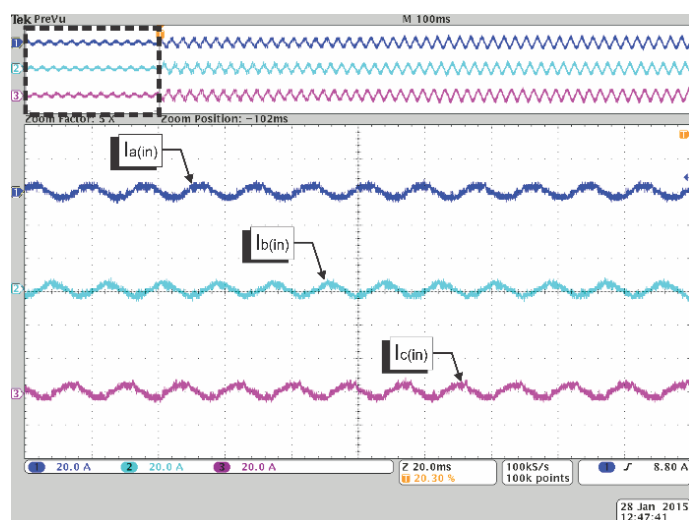 Tek PreVu M 100ms
T
1
2
3
Zoom Factor: 5 X Zoom Position: -102ms
T
Ia(in)
1
Ib(in)
2
Ic(in)
3
1 20.0 A 2 20.0 A 3 20.0 A Z 20.0ms 100kS/s 1 8.80 A
T 20.30 % 100k points
28 Jan 2015
12:47:41